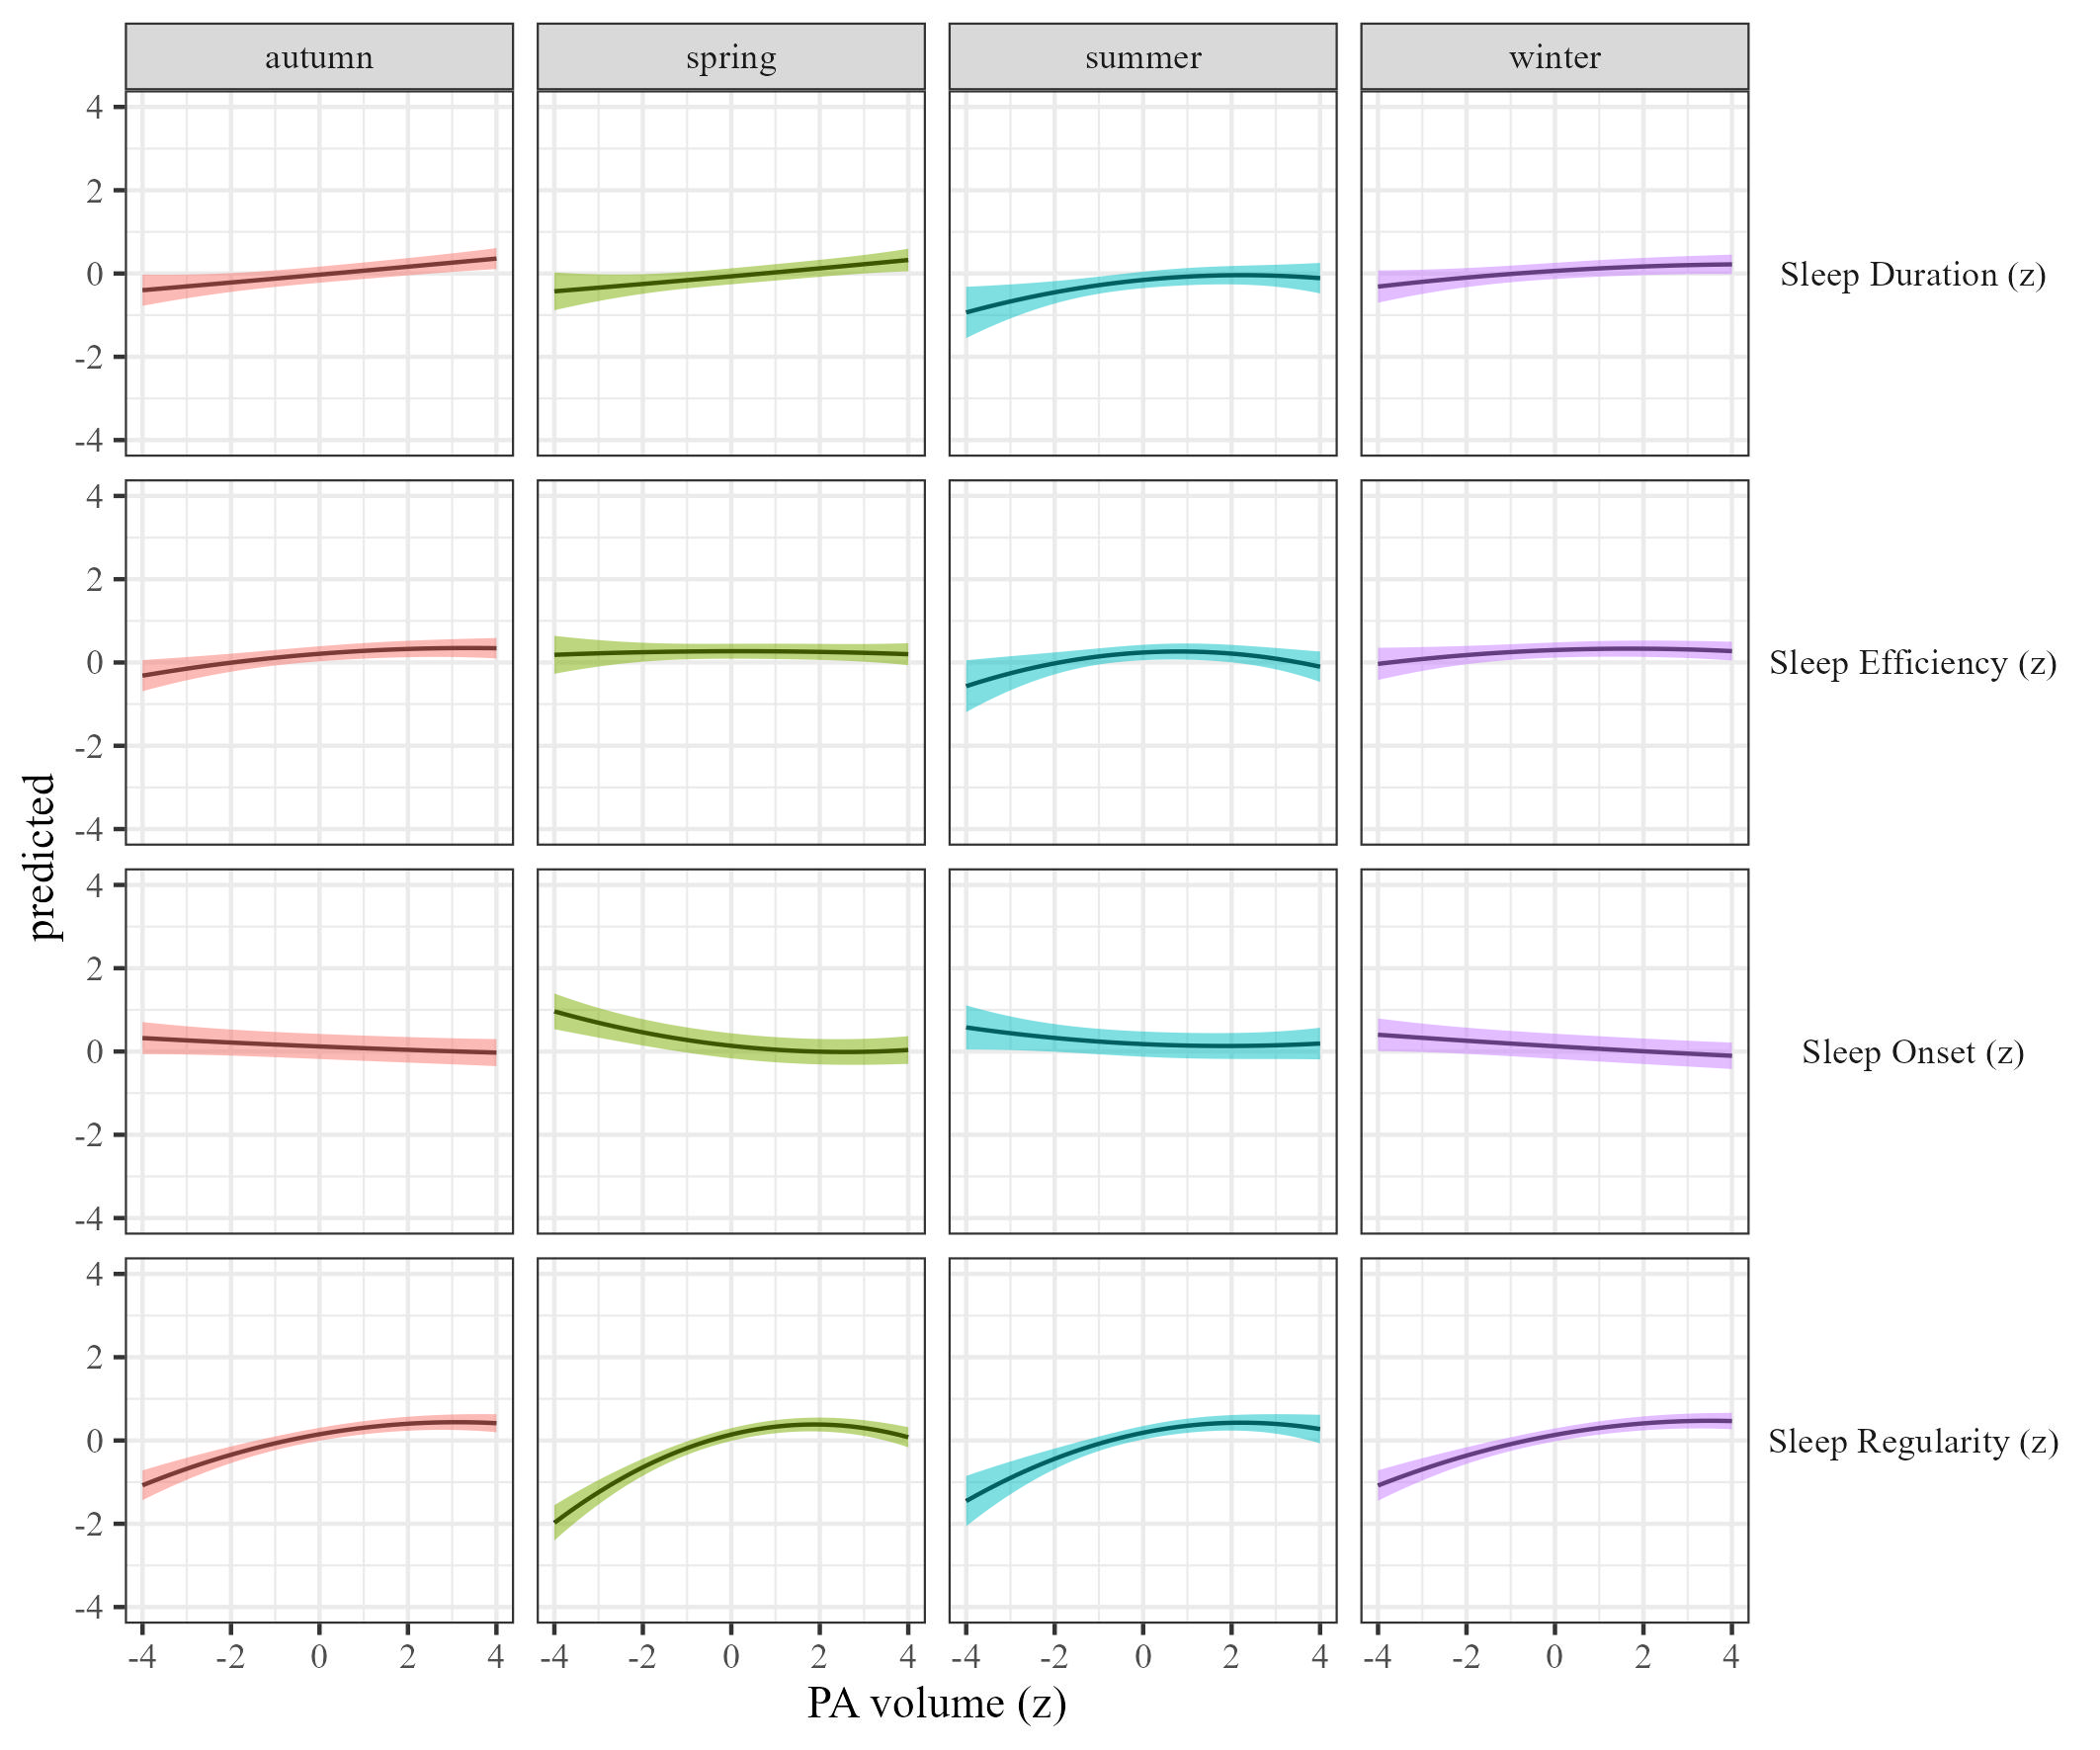 autumn spring summer winter
4
2
0
-2
-4
Sleep Duration (z)
4
2
0
-2
-4
Sleep Efficiency (z)
predicted
4
2
0
-2
-4
Sleep Onset (z)
4
2
0
-2
-4
Sleep Regularity (z)
-4 -2 0 2 4 -4 -2 0 2 4 -4 -2 0 2 4 -4 -2 0 2 4
PA volume (z)